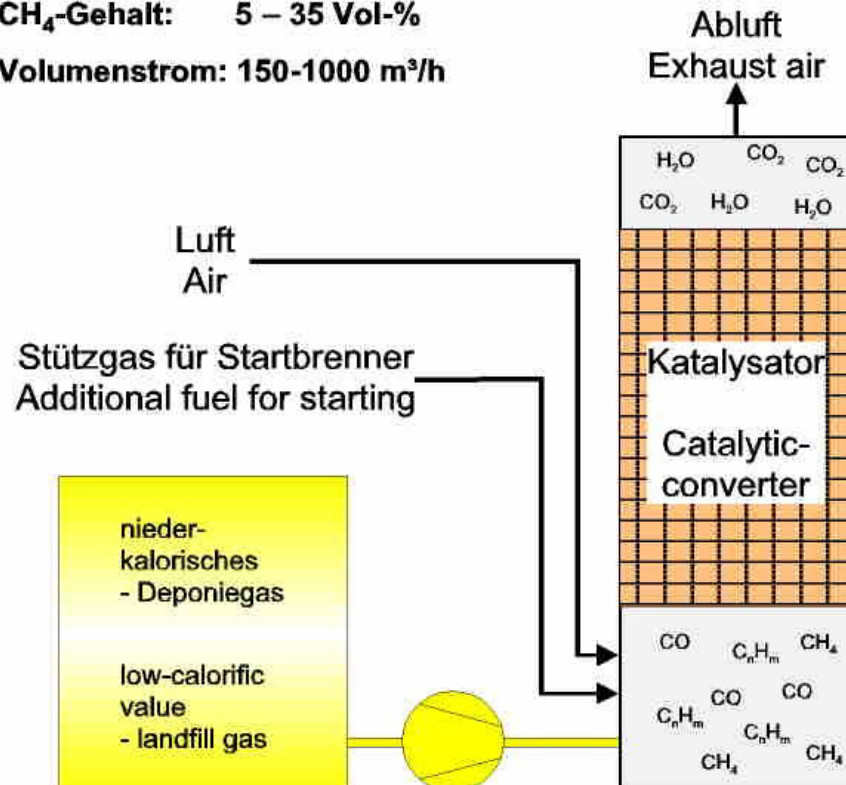 CH₄-Gehalt: 5 – 35 Vol-%
Volumenstrom: 150-1000 m³/h
Abluft
Exhaust air
H₂O CO₂ CO₂
CO₂ H₂O H₂O
Luft
Air
Stützgas für Startbrenner
Additional fuel for starting
Katalysator
Catalytic-
converter
nieder-
kalorisches
- Deponiegas
low-calorific
value
- landfill gas
CO CₙHₘ CH₄
CO CO
CₙHₘ CₙHₘ
CH₄ CH₄